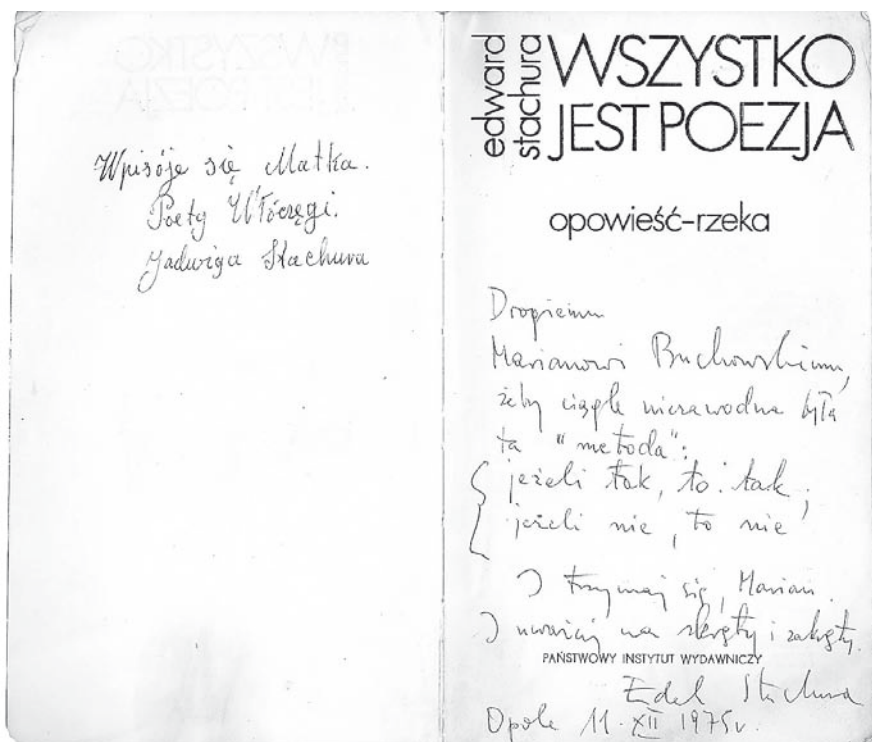 Wpisóje się Matka.
Poety Włóczęgi.
Jadwiga Stachura
edward
stachura
WSZYSTKO
JEST POEZJA
opowieść-rzeka
Drogiemu
Marianowi Buchowskiemu,
żeby ciągle niezawodna była
ta "metoda":
jeżeli tak, to tak;
jeżeli nie, to nie
I trzymaj się, Marian.
I uważaj na skręty i zakręty.
PAŃSTWOWY INSTYTUT WYDAWNICZY
Edek Stachura
Opole 11. XII 1975r.